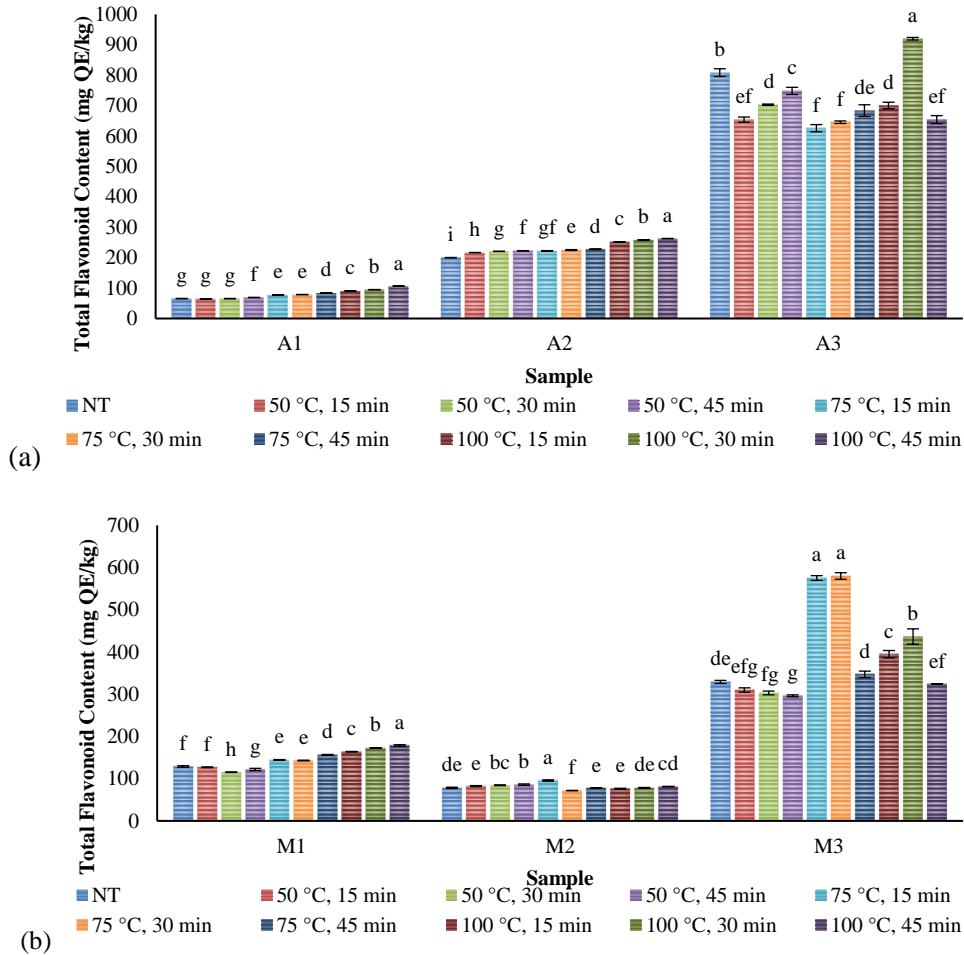 Total Flavonoid Content (mg QE/kg)
1000
900
800
700
600
500
400
300
200
100
0
g g g f e e d c b a
i h g f gf e d c b a
b ef d c f f de d a ef
A1 A2 A3
Sample
NT 50 °C, 15 min 50 °C, 30 min 50 °C, 45 min 75 °C, 15 min
75 °C, 30 min 75 °C, 45 min 100 °C, 15 min 100 °C, 30 min 100 °C, 45 min
(a)
Total Flavonoid Content (mg QE/kg)
700
600
500
400
300
200
100
0
f f h g e e d c b a
de e bc b a f e e de cd
de efg fg g a a d c b ef
M1 M2 M3
Sample
NT 50 °C, 15 min 50 °C, 30 min 50 °C, 45 min 75 °C, 15 min
75 °C, 30 min 75 °C, 45 min 100 °C, 15 min 100 °C, 30 min 100 °C, 45 min
(b)